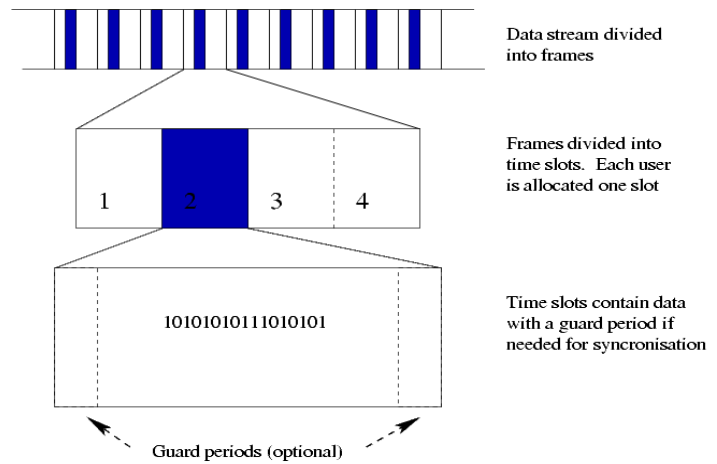 Data stream divided
into frames
Frames divided into
time slots. Each user
is allocated one slot
1 2 3 4
10101010111010101
Time slots contain data
with a guard period if
needed for syncronisation
Guard periods (optional)